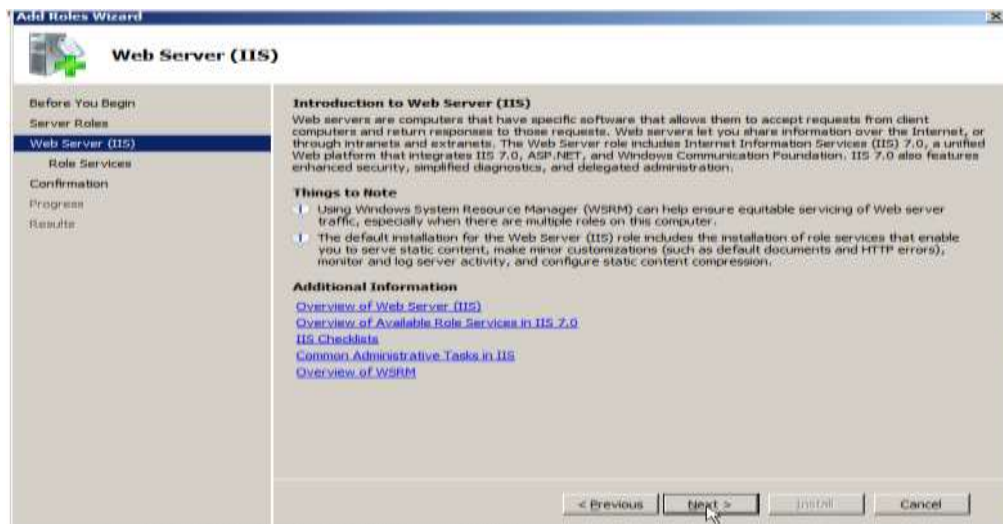 Add Roles Wizard
Web Server (IIS)
Before You Begin
Server Roles
Web Server (IIS)
Role Services
Confirmation
Progress
Results
Introduction to Web Server (IIS)
Web servers are computers that have specific software that allows them to accept requests from client
computers and return responses to those requests. Web servers let you share information over the Internet, or
through intranets and extranets. The Web Server role includes Internet Information Services (IIS) 7.0, a unified
Web platform that integrates IIS 7.0, ASP.NET, and Windows Communication Foundation. IIS 7.0 also features
enhanced security, simplified diagnostics, and delegated administration.
Things to Note
Using Windows System Resource Manager (WSRM) can help ensure equitable servicing of Web server
traffic, especially when there are multiple roles on this computer.
The default installation for the Web Server (IIS) role includes the installation of role services that enable
you to serve static content, make minor customizations (such as default documents and HTTP errors),
monitor and log server activity, and configure static content compression.
Additional Information
Overview of Web Server (IIS)
Overview of Available Role Services in IIS 7.0
IIS Checklists
Common Administrative Tasks in IIS
Overview of WSRM
< Previous
Next >
Install
Cancel